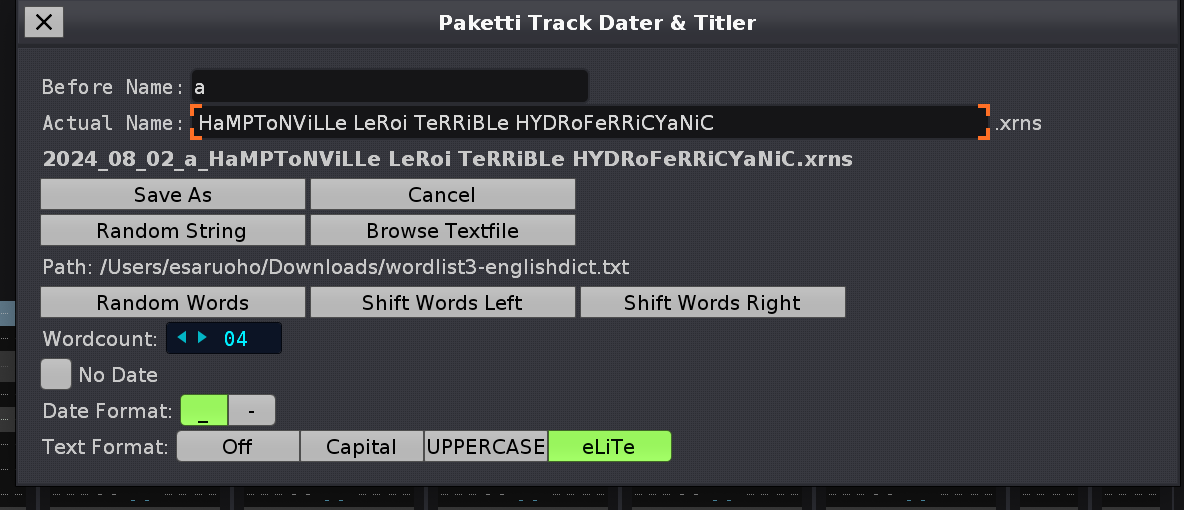 Paketti Track Dater & Titler
Before Name: a
Actual Name: HaMPToNViLLe LeRoi TeRRiBLe HYDRoFeRRiCYaNiC .xrns
2024_08_02_a_HaMPToNViLLe LeRoi TeRRiBLe HYDRoFeRRiCYaNiC.xrns
Save As Cancel
Random String Browse Textfile
Path: /Users/esaruoho/Downloads/wordlist3-englishdict.txt
Random Words Shift Words Left Shift Words Right
Wordcount: 04
No Date
Date Format: _ -
Text Format: Off Capital UPPERCASE eLiTe